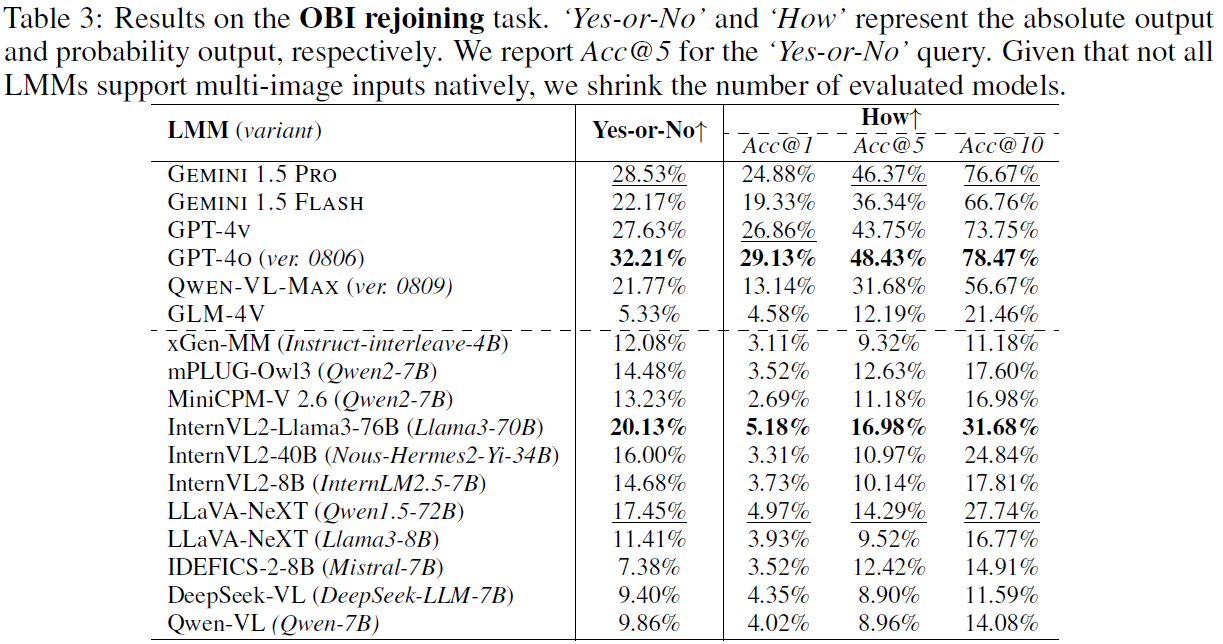 Table 3: Results on the OBI rejoining task. ‘Yes-or-No’ and ‘How’ represent the absolute output
and probability output, respectively. We report Acc@5 for the ‘Yes-or-No’ query. Given that not all
LMMs support multi-image inputs natively, we shrink the number of evaluated models.
LMM (variant) Yes-or-No↑ How↑
Acc@1 Acc@5 Acc@10
GEMINI 1.5 PRO 28.53% 24.88% 46.37% 76.67%
GEMINI 1.5 FLASH 22.17% 19.33% 36.34% 66.76%
GPT-4V 27.63% 26.86% 43.75% 73.75%
GPT-4O (ver. 0806) 32.21% 29.13% 48.43% 78.47%
QWEN-VL-MAX (ver. 0809) 21.77% 13.14% 31.68% 56.67%
GLM-4V 5.33% 4.58% 12.19% 21.46%
xGen-MM (Instruct-interleave-4B) 12.08% 3.11% 9.32% 11.18%
mPLUG-Owl3 (Qwen2-7B) 14.48% 3.52% 12.63% 17.60%
MiniCPM-V 2.6 (Qwen2-7B) 13.23% 2.69% 11.18% 16.98%
InternVL2-Llama3-76B (Llama3-70B) 20.13% 5.18% 16.98% 31.68%
InternVL2-40B (Nous-Hermes2-Yi-34B) 16.00% 3.31% 10.97% 24.84%
InternVL2-8B (InternLM2.5-7B) 14.68% 3.73% 10.14% 17.81%
LLaVA-NeXT (Qwen1.5-72B) 17.45% 4.97% 14.29% 27.74%
LLaVA-NeXT (Llama3-8B) 11.41% 3.93% 9.52% 16.77%
IDEFICS-2-8B (Mistral-7B) 7.38% 3.52% 12.42% 14.91%
DeepSeek-VL (DeepSeek-LLM-7B) 9.40% 4.35% 8.90% 11.59%
Qwen-VL (Qwen-7B) 9.86% 4.02% 8.96% 14.08%